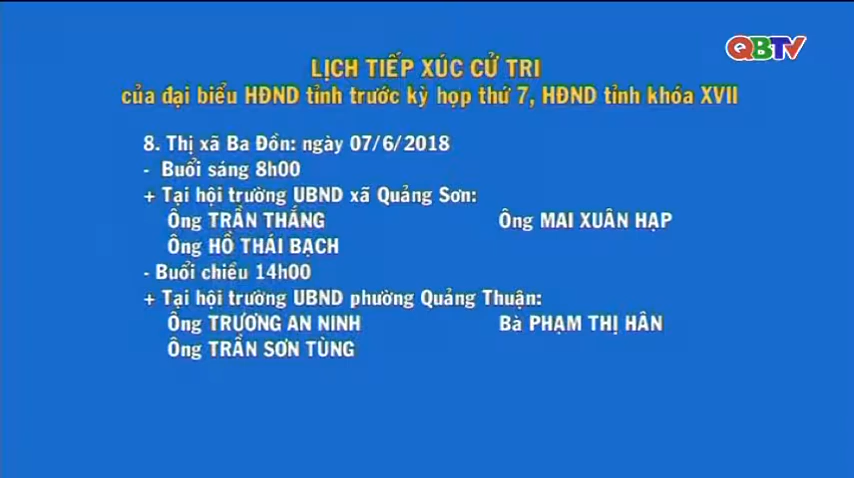 QBTV
LỊCH TIẾP XÚC CỬ TRI
của đại biểu HĐND tỉnh trước kỳ họp thứ 7, HĐND tỉnh khóa XVII
8. Thị xã Ba Đồn: ngày 07/6/2018
- Buổi sáng 8h00
+ Tại hội trường UBND xã Quảng Sơn:
Ông TRẦN THẮNG Ông MAI XUÂN HẠP
Ông HỒ THÁI BẠCH
- Buổi chiều 14h00
+ Tại hội trường UBND phường Quảng Thuận:
Ông TRƯƠNG AN NINH Bà PHẠM THỊ HÂN
Ông TRẦN SƠN TÙNG